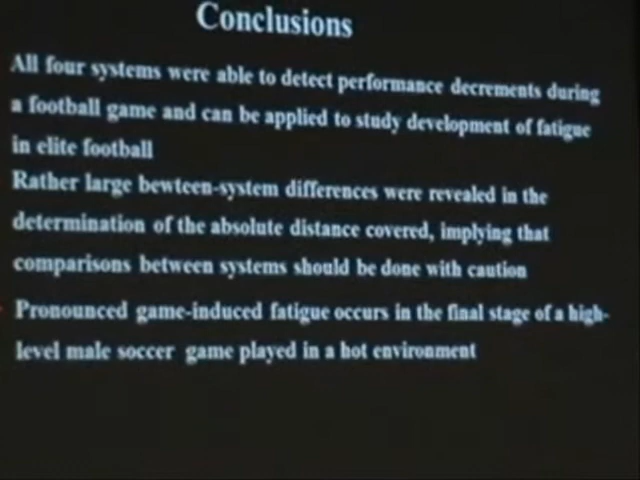 Conclusions
All four systems were able to detect performance decrements during
a football game and can be applied to study development of fatigue
in elite football
Rather large bewteen-system differences were revealed in the
determination of the absolute distance covered, implying that
comparisons between systems should be done with caution
Pronounced game-induced fatigue occurs in the final stage of a high-
level male soccer game played in a hot environment